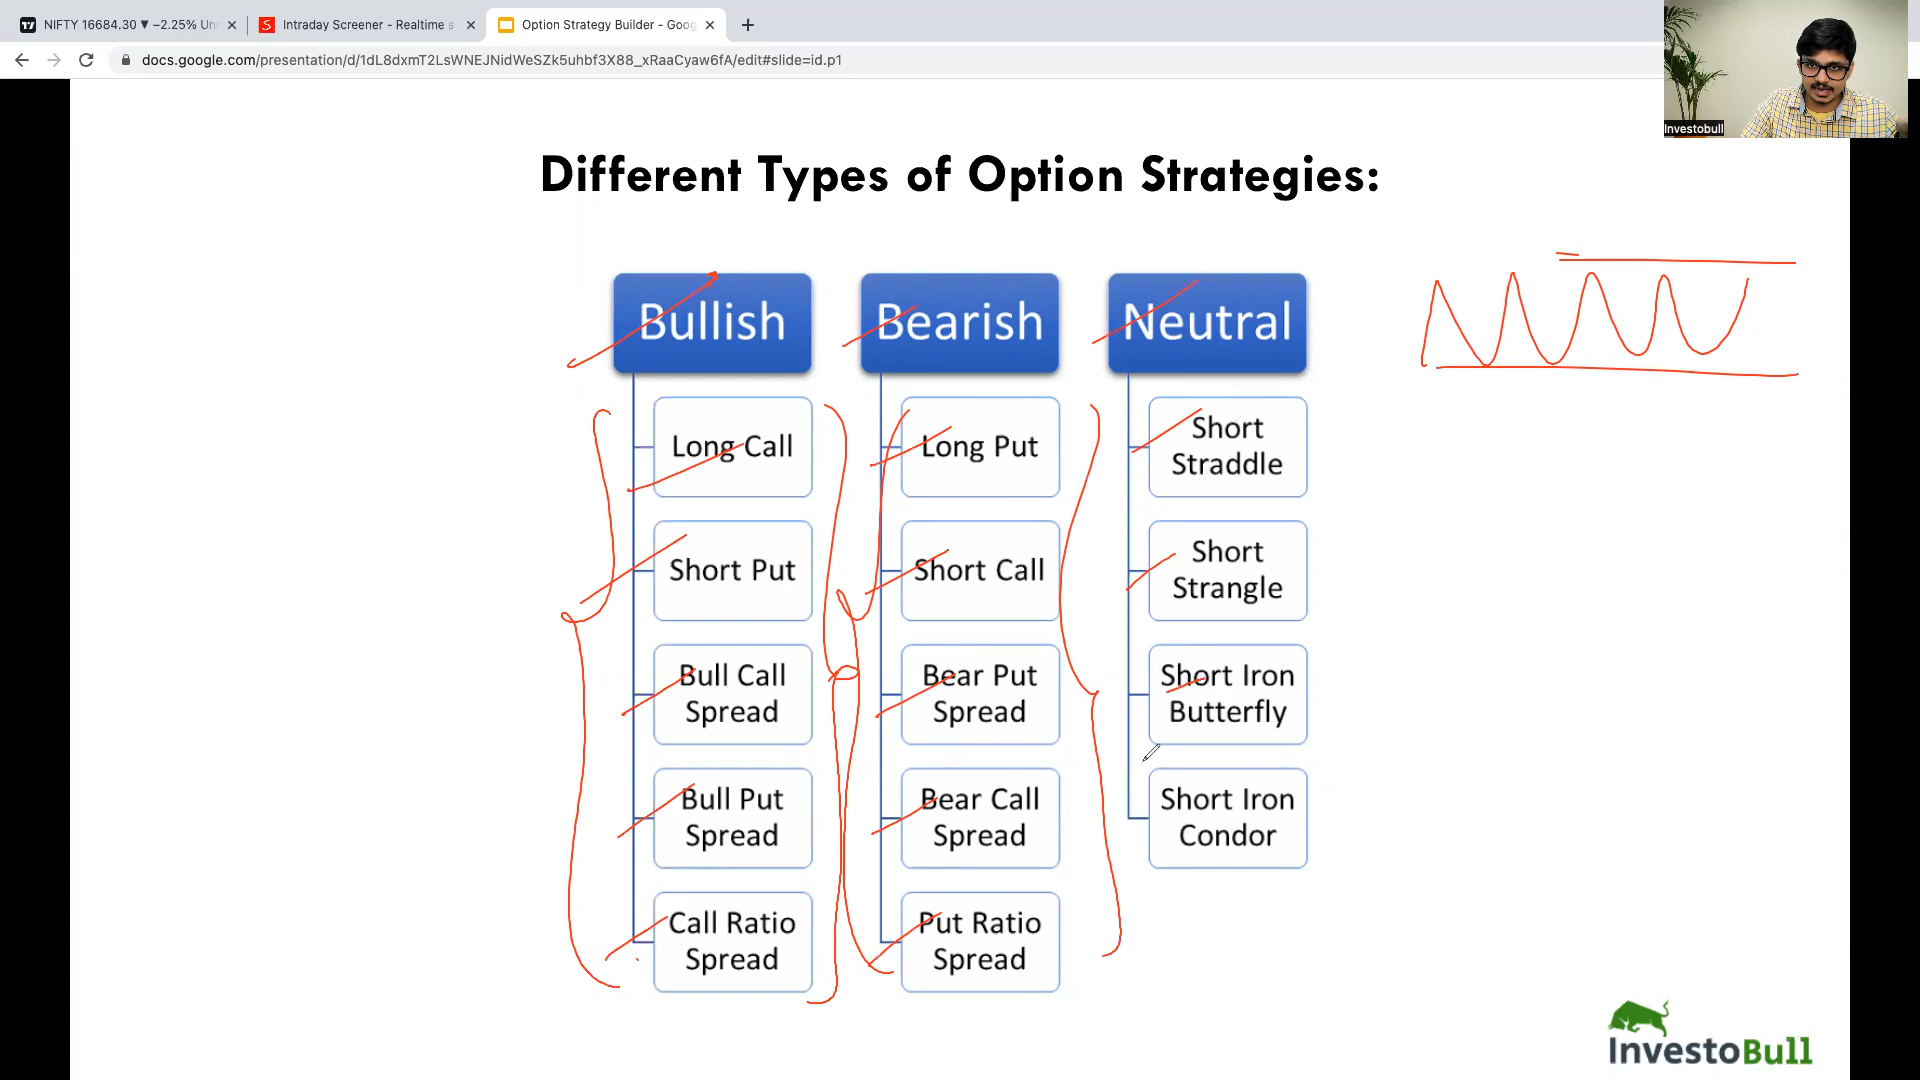 NIFTY 16684.30 ▼ −2.25% Un
Intraday Screener - Realtime s
Option Strategy Builder - Goog
docs.google.com/presentation/d/1dL8dxmT2LsWNEJNidWeSZk5uhbf3X88_xRaaCyaw6fA/edit#slide=id.p1
Investobull
Different Types of Option Strategies:
Bullish
Long Call
Short Put
Bull Call
Spread
Bull Put
Spread
Call Ratio
Spread
Bearish
Long Put
Short Call
Bear Put
Spread
Bear Call
Spread
Put Ratio
Spread
Neutral
Short
Straddle
Short
Strangle
Short Iron
Butterfly
Short Iron
Condor
InvestoBull